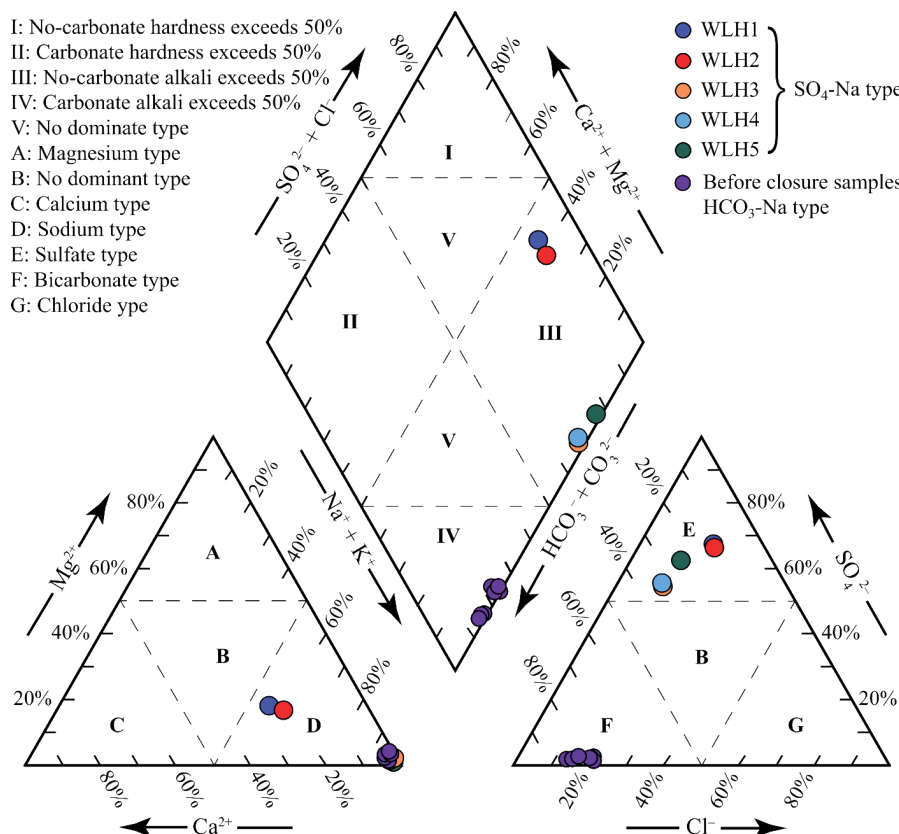 I: No-carbonate hardness exceeds 50%
II: Carbonate hardness exceeds 50%
III: No-carbonate alkali exceeds 50%
IV: Carbonate alkali exceeds 50%
V: No dominate type
A: Magnesium type
B: No dominant type
C: Calcium type
D: Sodium type
E: Sulfate type
F: Bicarbonate type
G: Chloride ype
WLH1
WLH2
WLH3
WLH4
WLH5
SO₄-Na type
Before closure samples
HCO₃-Na type
80%
60%
40%
20%
SO₄²⁻ + Cl⁻
80%
60%
40%
20%
Ca²⁺ + Mg²⁺
I
V
II
III
V
IV
Na⁺ + K⁺
HCO₃⁻ + CO₃²⁻
80%
60%
40%
20%
Mg²⁺
20%
40%
60%
80%
A
B
C
D
80%
60%
40%
20%
Ca²⁺
20%
40%
60%
80%
80%
60%
40%
20%
SO₄²⁻
E
B
F
G
20%
40%
60%
80%
Cl⁻